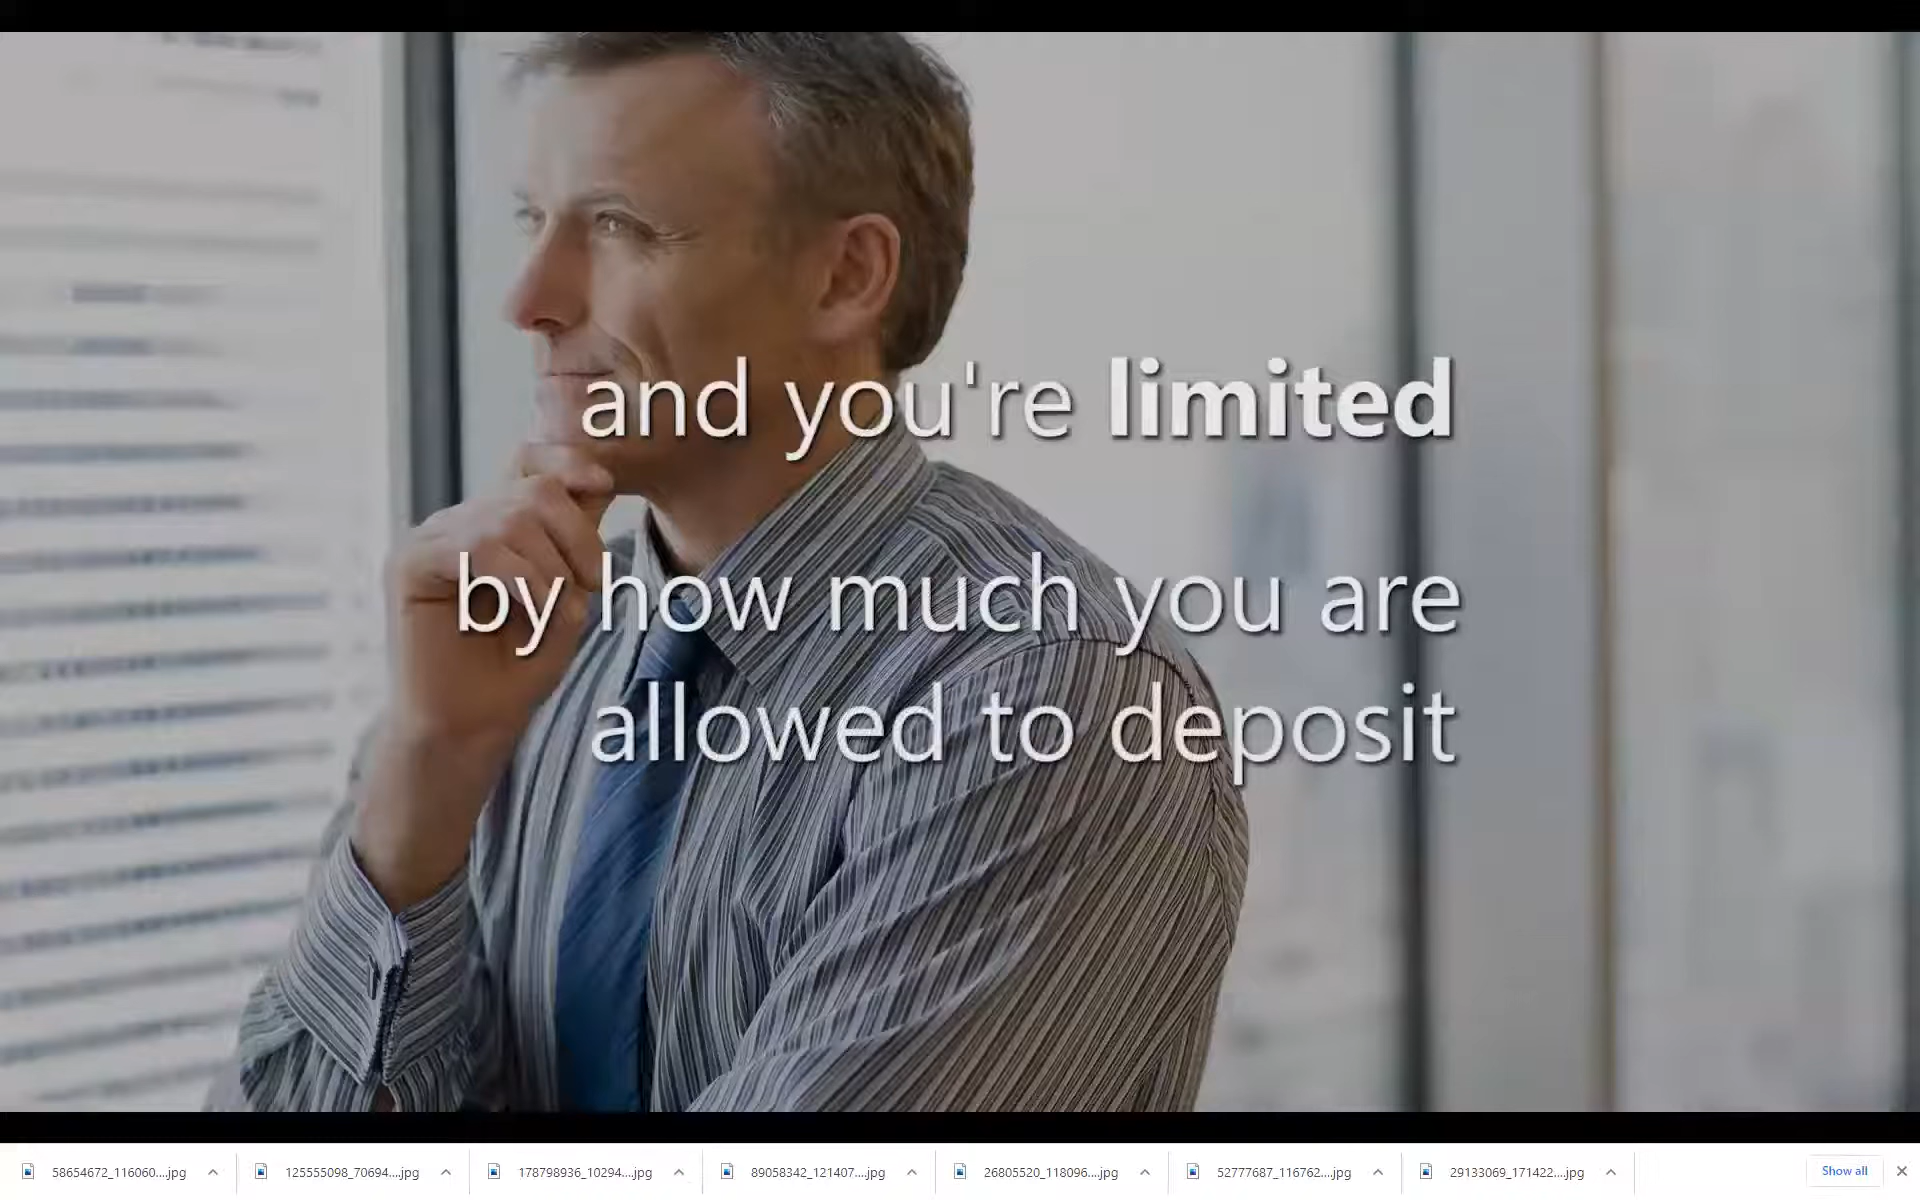 and you're limited
by how much you are
allowed to deposit
58654672_116060....jpg
125555098_70694....jpg
178798936_10294....jpg
89058342_121407....jpg
26805520_118096....jpg
52777687_116762....jpg
29133069_171422....jpg
Show all